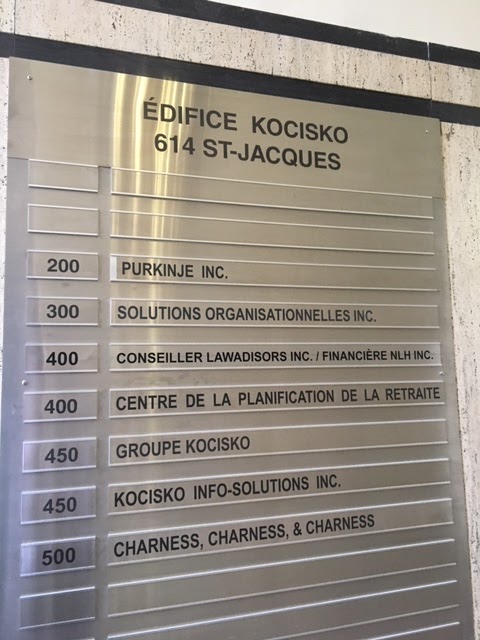 ÉDIFICE KOCISKO
614 ST-JACQUES
200 PURKINJE INC.
300 SOLUTIONS ORGANISATIONNELLES INC.
400 CONSEILLER LAWADISORS INC. / FINANCIÈRE NLH INC.
400 CENTRE DE LA PLANIFICATION DE LA RETRAITE
450 GROUPE KOCISKO
450 KOCISKO INFO-SOLUTIONS INC.
500 CHARNESS, CHARNESS, & CHARNESS